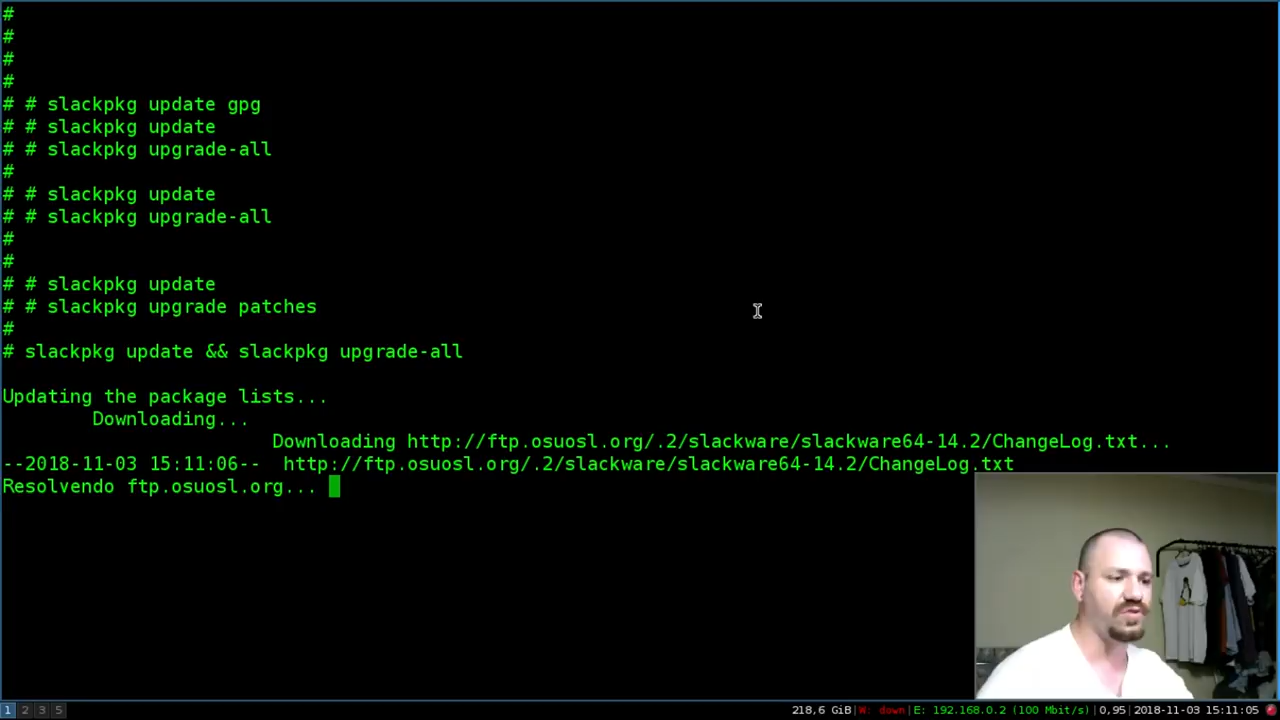 #
#
#
#
# # slackpkg update gpg
# # slackpkg update
# # slackpkg upgrade-all
#
# # slackpkg update
# # slackpkg upgrade-all
#
#
# # slackpkg update
# # slackpkg upgrade patches
#
# slackpkg update && slackpkg upgrade-all
Updating the package lists...
Downloading...
Downloading http://ftp.osuosl.org/.2/slackware/slackware64-14.2/ChangeLog.txt...
--2018-11-03 15:11:06--  http://ftp.osuosl.org/.2/slackware/slackware64-14.2/ChangeLog.txt
Resolvendo ftp.osuosl.org...
1 2 3 5 218,6 GiB|W: down|E: 192.168.0.2 (100 Mbit/s)|0,95|2018-11-03 15:11:05